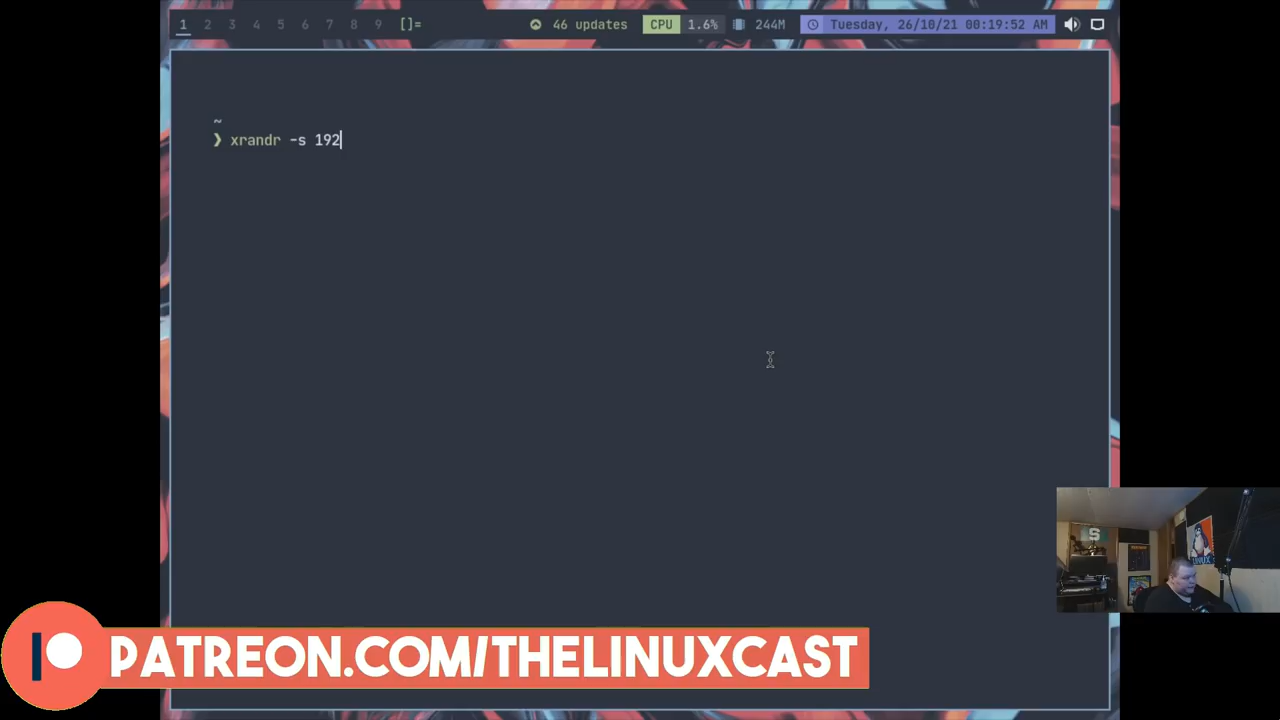 1 2 3 4 5 6 7 8 9 []= 46 updates CPU 1.6% 244M Tuesday, 26/10/21 00:19:52 AM
~
❯ xrandr -s 192
S
LINUX
PATREON.COM/THELINUXCAST